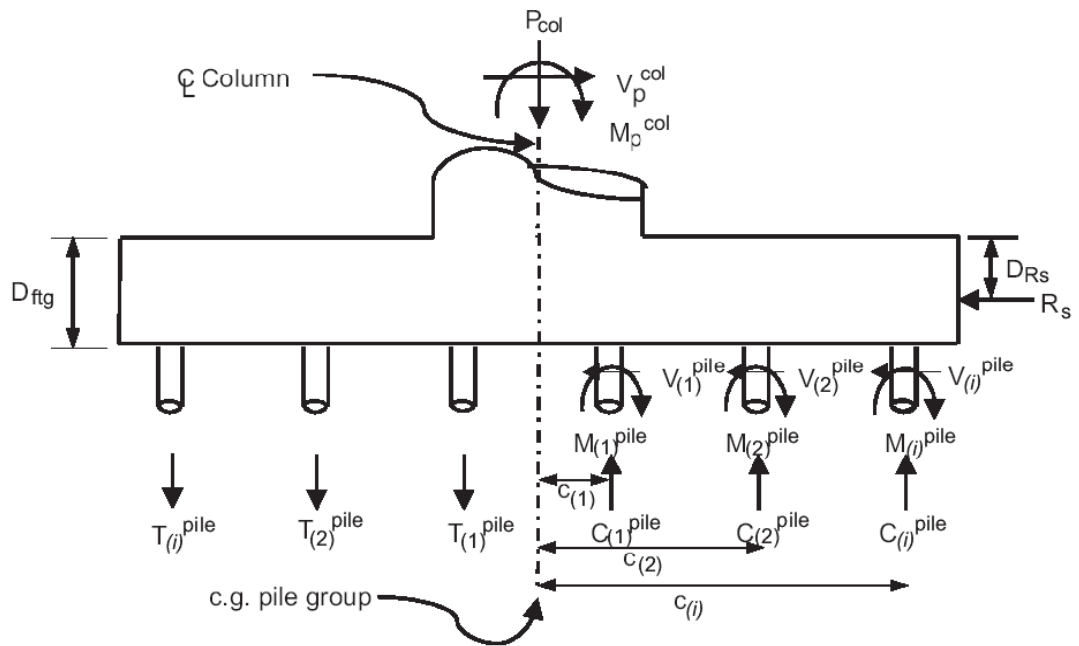 P_col
℄ Column
V_p^col
M_p^col
D_ftg
D_Rs
R_s
V_(1)^pile
V_(2)^pile
V_(i)^pile
M_(1)^pile
M_(2)^pile
M_(i)^pile
c_(1)
T_(i)^pile
T_(2)^pile
T_(1)^pile
C_(1)^pile
C_(2)^pile
C_(i)^pile
c_(2)
c_(i)
c.g. pile group